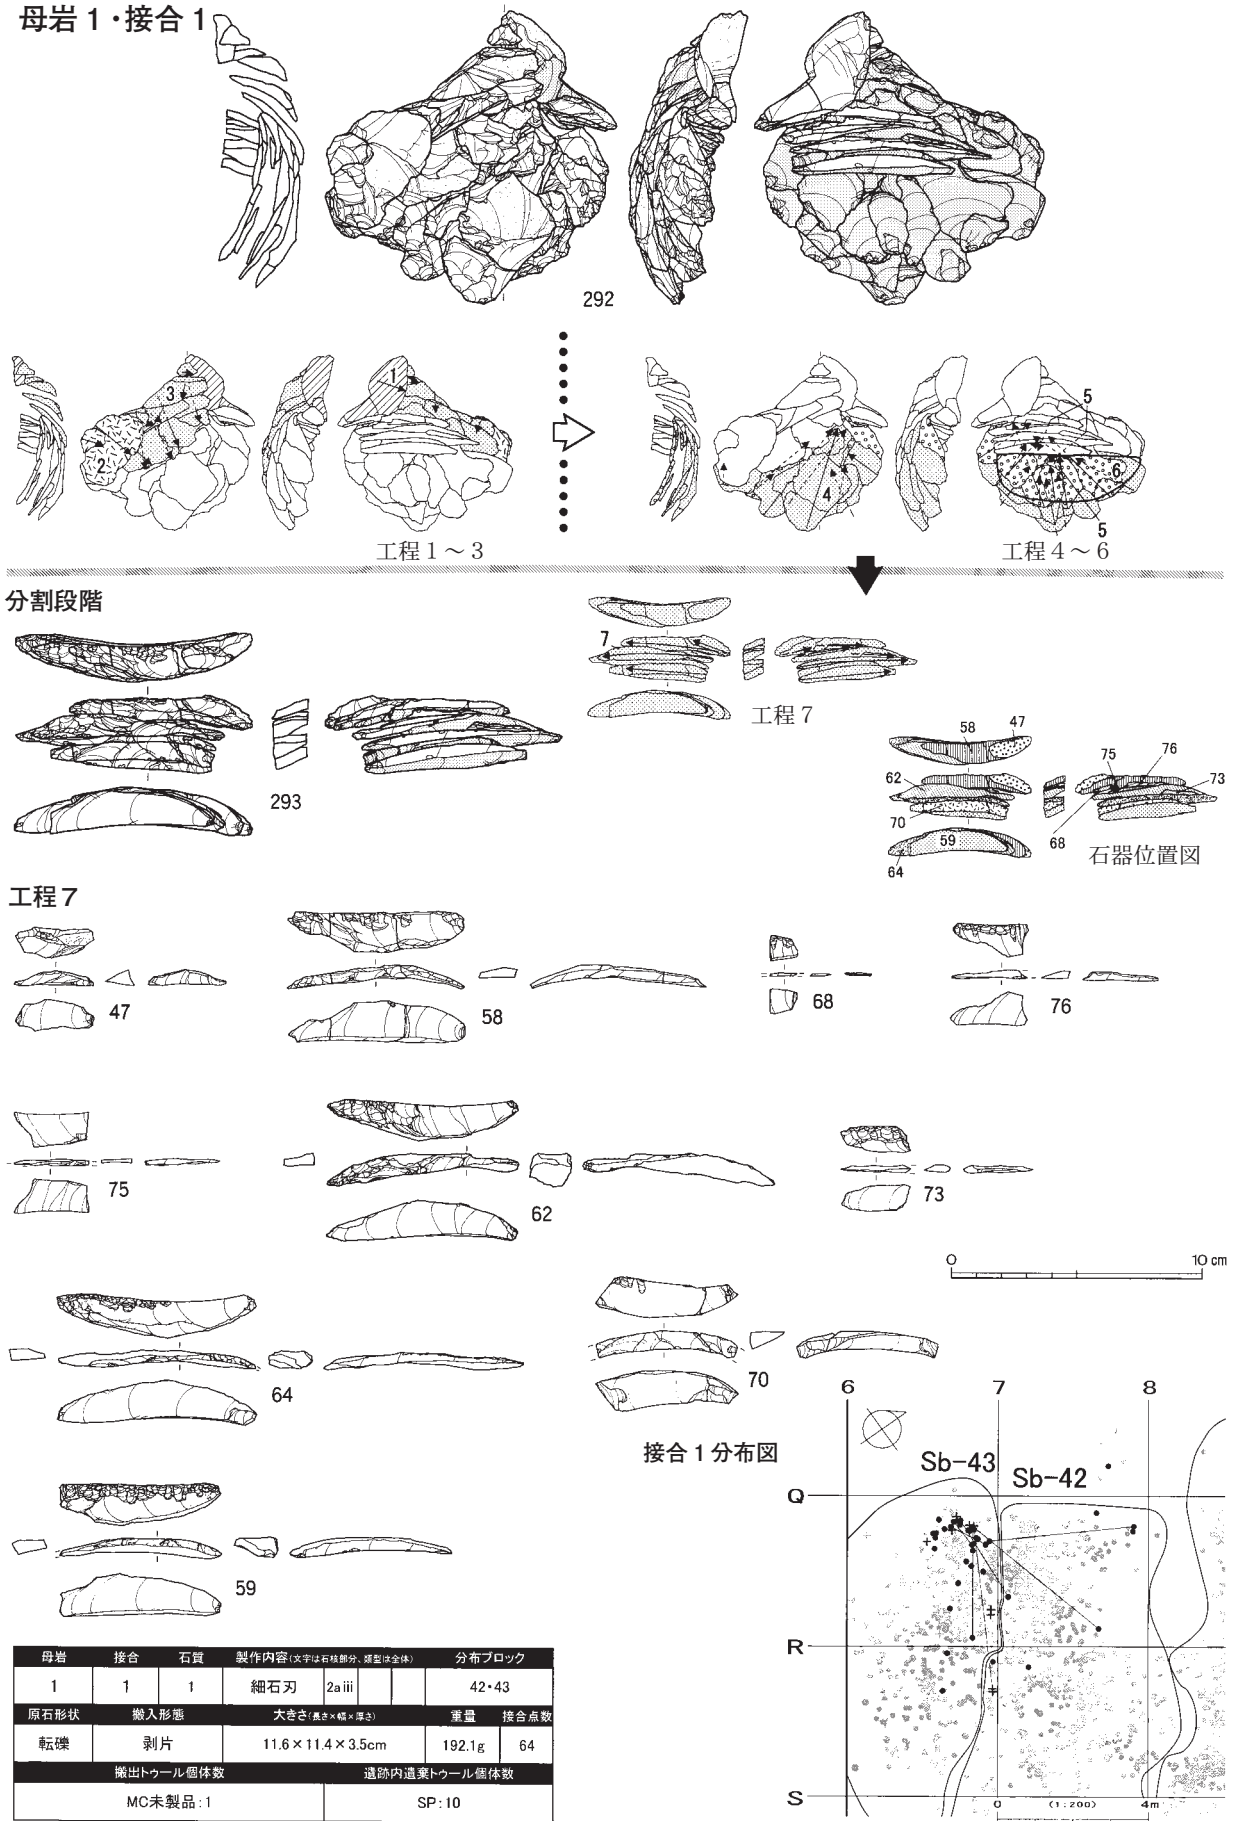 母岩1・接合1
292
1
3
2
工程1～3
4
5
6
5
工程4～6
分割段階
293
7
工程7
58
47
62
70
75
76
73
68
59
64
石器位置図
工程7
47
58
68
76
75
62
73
0 10cm
64
70
59
接合1分布図
6 7 8
Sb-43 Sb-42
Q
R
S
0 (1:200) 4m
母岩 接合 石質 製作内容(文字は石核部分、類型は全体) 分布ブロック
1 1 1 細石刃 2aⅲ 42・43
原石形状 搬入形態 大きさ(長さ×幅×厚さ) 重量 接合点数
転礫 剥片 11.6×11.4×3.5cm 192.1g 64
搬出トゥール個体数 遺跡内遺棄トゥール個体数
MC未製品:1 SP:10